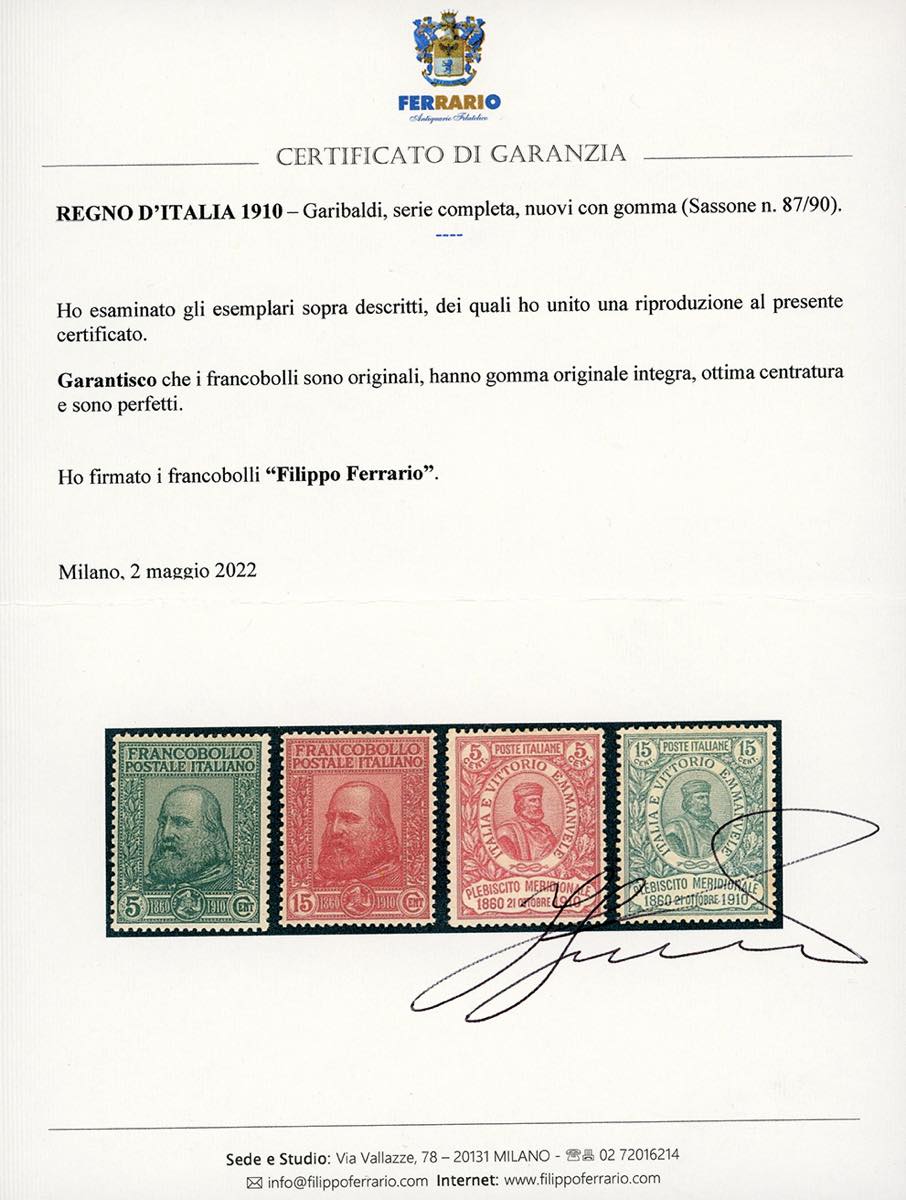 FERRARIO
Antiquario Filatelico
CERTIFICATO DI GARANZIA
REGNO D'ITALIA 1910 – Garibaldi, serie completa, nuovi con gomma (Sassone n. 87/90).
----
Ho esaminato gli esemplari sopra descritti, dei quali ho unito una riproduzione al presente
certificato.
Garantisco che i francobolli sono originali, hanno gomma originale integra, ottima centratura
e sono perfetti.
Ho firmato i francobolli “Filippo Ferrario”.
Milano, 2 maggio 2022
FRANCOBOLLO
POSTALE ITALIANO
5 1860 1910 CENT
FRANCOBOLLO
POSTALE ITALIANO
15 1860 1910 CENT
5 CENT. POSTE ITALIANE 5 CENT.
ITALIA E VITTORIO EMMANVELE
PLEBISCITO MERIDIONALE
1860 21 OTTOBRE 1910
15 CENT. POSTE ITALIANE 15 CENT.
ITALIA E VITTORIO EMMANVELE
PLEBISCITO MERIDIONALE
1860 21 OTTOBRE 1910
Sede e Studio: Via Vallazze, 78 – 20131 MILANO - 02 72016214
info@filippoferrario.com Internet: www.filippoferrario.com